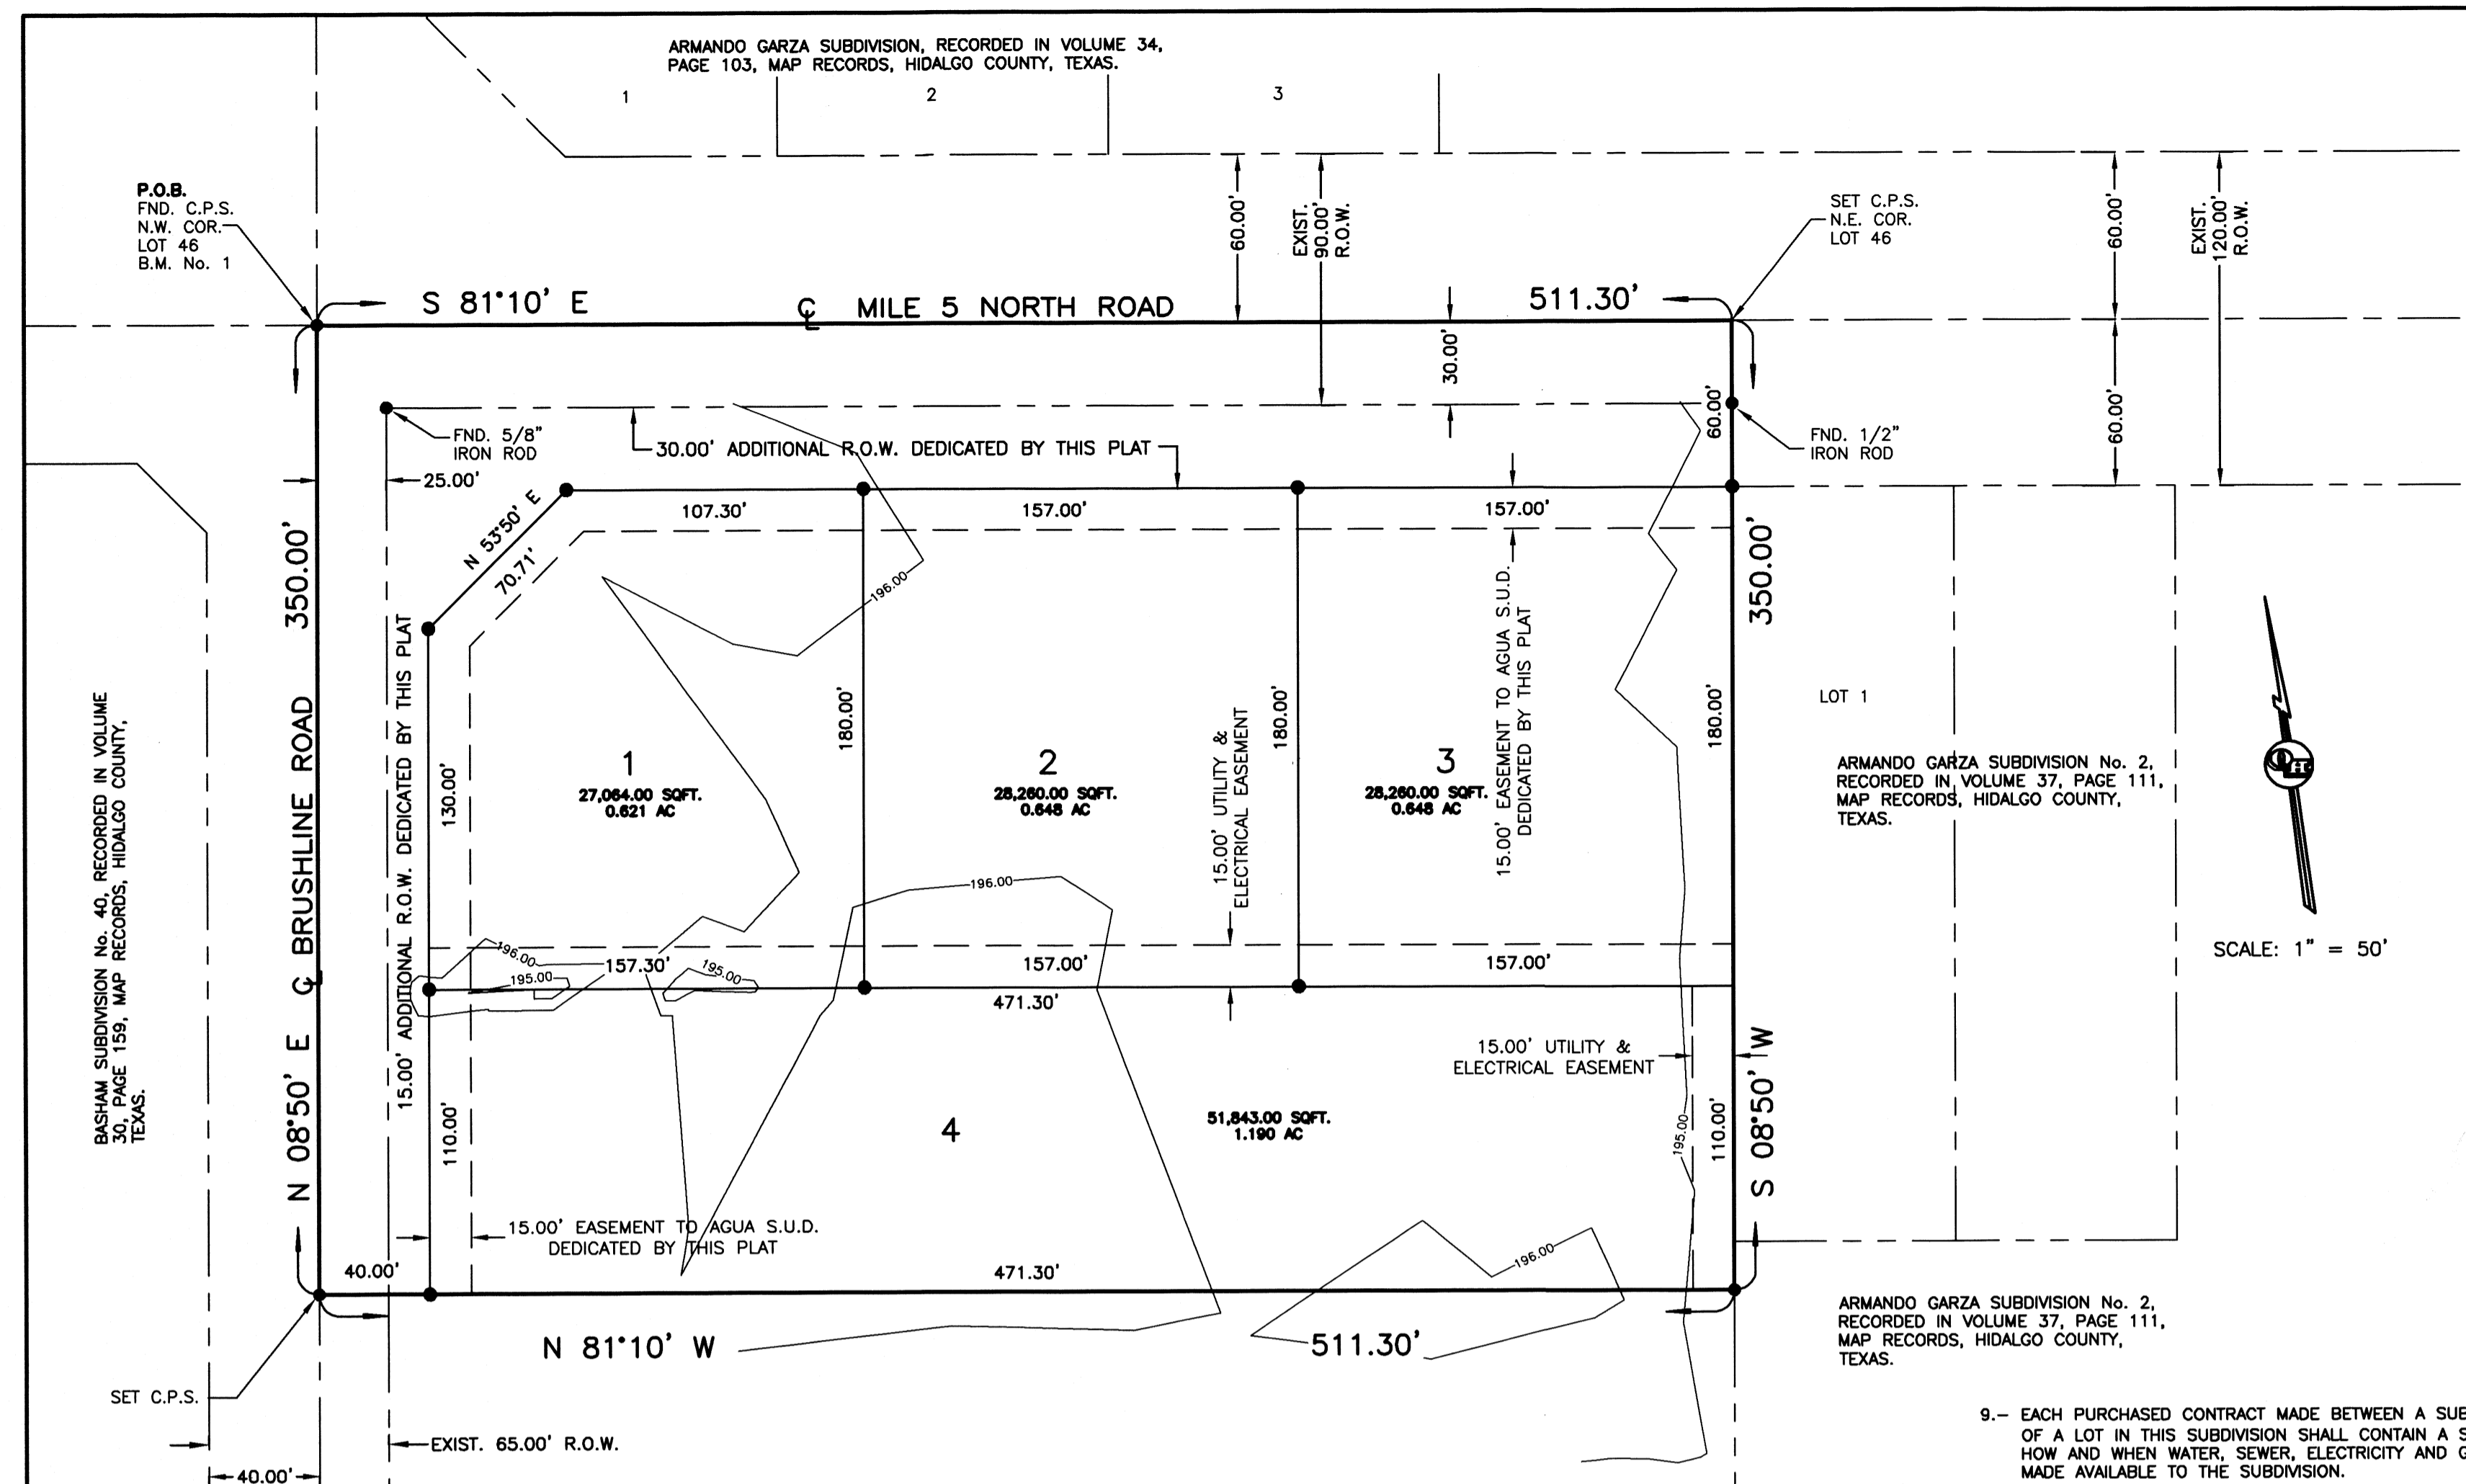 ARMANDO GARZA SUBDIVISION, RECORDED IN VOLUME 34,
PAGE 103, MAP RECORDS, HIDALGO COUNTY, TEXAS.
1
2
3
P.O.B.
FND. C.P.S.
N.W. COR.
LOT 46
B.M. No. 1
60.00'
EXIST.
90.00'
R.O.W.
SET C.P.S.
N.E. COR.
LOT 46
60.00'
EXIST.
120.00'
R.O.W.
S 81°10' E
℄ MILE 5 NORTH ROAD
511.30'
30.00'
60.00'
60.00'
FND. 5/8"
IRON ROD
30.00' ADDITIONAL R.O.W. DEDICATED BY THIS PLAT
FND. 1/2"
IRON ROD
25.00'
N 53°50' E
70.71'
107.30'
157.00'
157.00'
350.00'
350.00'
196.00
15.00' ADDITIONAL R.O.W. DEDICATED BY THIS PLAT
130.00'
180.00'
180.00'
180.00'
15.00' EASEMENT TO AGUA S.U.D.
DEDICATED BY THIS PLAT
15.00' UTILITY &
ELECTRICAL EASEMENT
1
27,064.00 SQFT.
0.621 AC
2
28,260.00 SQFT.
0.648 AC
3
28,260.00 SQFT.
0.648 AC
LOT 1
ARMANDO GARZA SUBDIVISION No. 2,
RECORDED IN VOLUME 37, PAGE 111,
MAP RECORDS, HIDALGO COUNTY,
TEXAS.
SCALE: 1" = 50'
BASHAM SUBDIVISION No. 40, RECORDED IN VOLUME
30, PAGE 159, MAP RECORDS, HIDALGO COUNTY,
TEXAS.
N 08°50' E ℄ BRUSHLINE ROAD
196.00
196.00
195.00
157.30'
195.00
157.00'
157.00'
471.30'
15.00' UTILITY &
ELECTRICAL EASEMENT
S 08°50' W
110.00'
110.00'
195.00
4
51,843.00 SQFT.
1.190 AC
15.00' EASEMENT TO AGUA S.U.D.
DEDICATED BY THIS PLAT
196.00
40.00'
471.30'
N 81°10' W
511.30'
ARMANDO GARZA SUBDIVISION No. 2,
RECORDED IN VOLUME 37, PAGE 111,
MAP RECORDS, HIDALGO COUNTY,
TEXAS.
SET C.P.S.
EXIST. 65.00' R.O.W.
40.00'
9.- EACH PURCHASED CONTRACT MADE BETWEEN A SUB
OF A LOT IN THIS SUBDIVISION SHALL CONTAIN A S
HOW AND WHEN WATER, SEWER, ELECTRICITY AND G
MADE AVAILABLE TO THE SUBDIVISION.